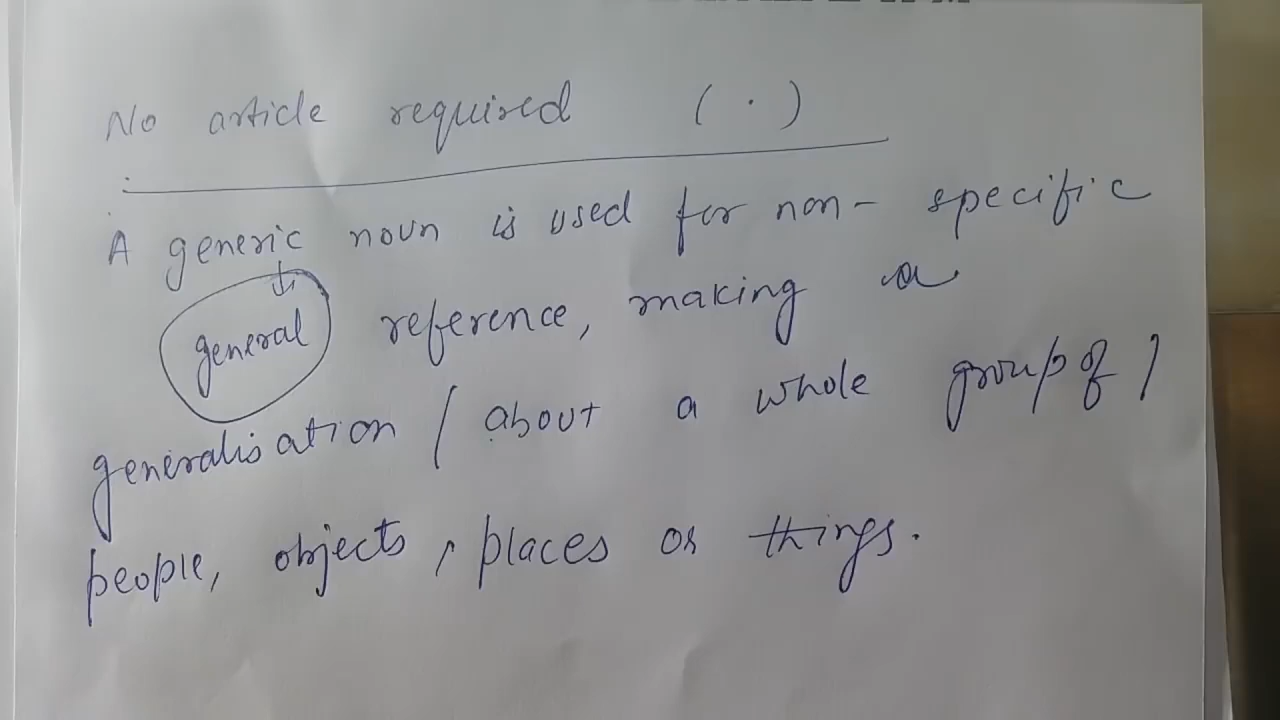 No article required ( . )
A generic noun is used for non- specific
general reference, making a
generalisation / about a whole group of /
people, objects, places or things.